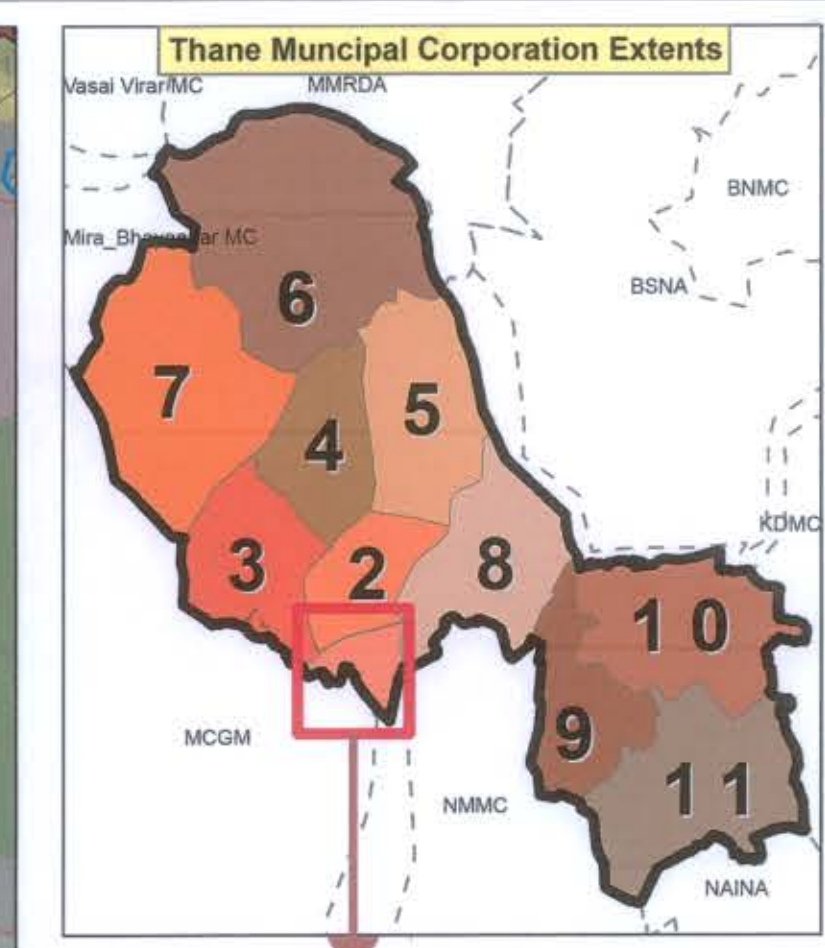 Thane Muncipal Corporation Extents
Vasai Virar MC
MMRDA
BNMC
Mira_Bhayandar MC
BSNA
6
7
5
4
KDMC
3
2
8
10
9
MCGM
11
NMMC
NAINA